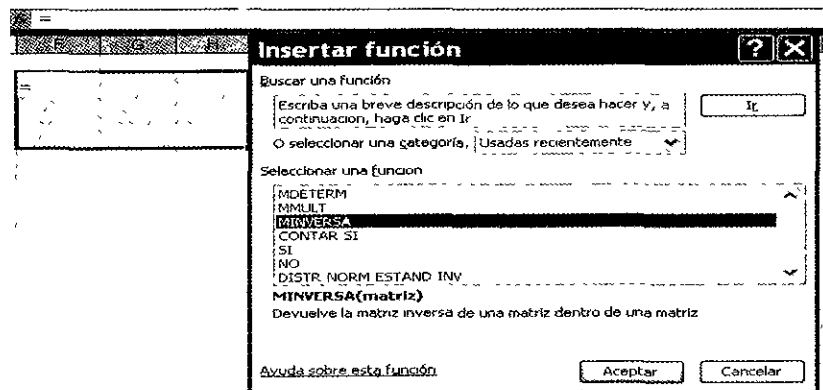 =
F G H
=
Insertar función
Buscar una función
Escriba una breve descripción de lo que desea hacer y, a
continuacion, haga clic en Ir
Ir
O seleccionar una categoría, Usadas recientemente
Seleccionar una funcion
MDETERM
MMULT
MINVERSA
CONTAR SI
SI
NO
DISTR NORM ESTAND INV
MINVERSA(matriz)
Devuelve la matriz inversa de una matriz dentro de una matriz
Ayuda sobre esta función
Aceptar
Cancelar